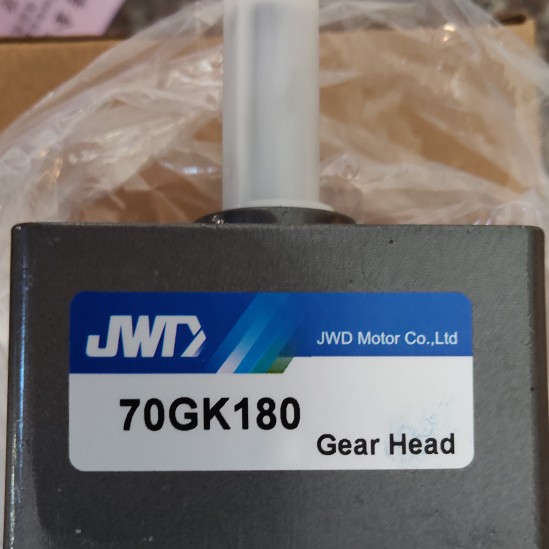 JWD
JWD Motor Co.,Ltd
70GK180
Gear Head